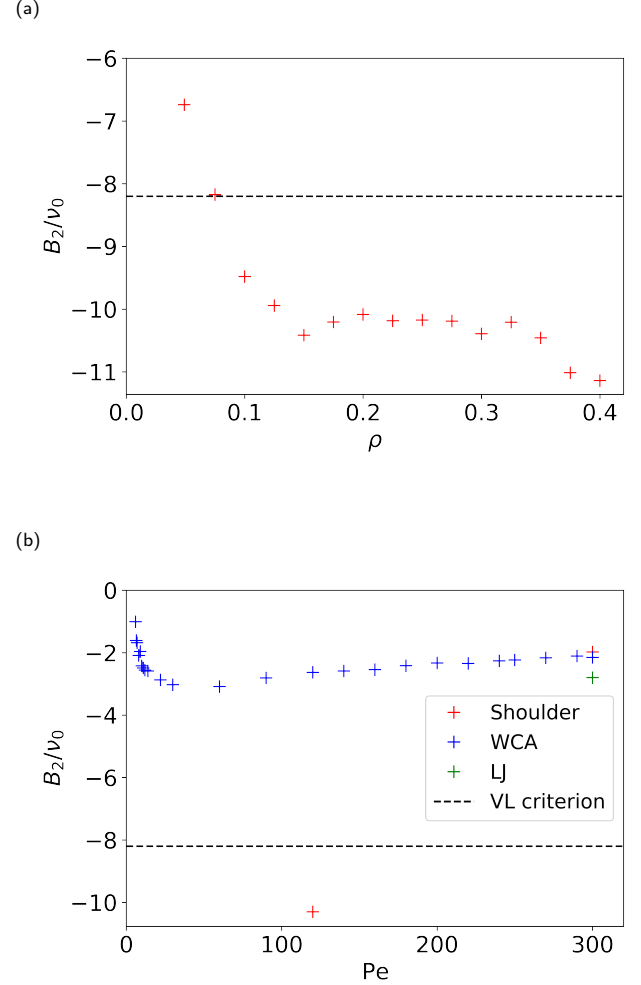 (a)
−6
−7
−8
−9
−10
−11
B₂/ν₀
0.0 0.1 0.2 0.3 0.4
ρ
(b)
0
−2
−4
−6
−8
−10
B₂/ν₀
Shoulder
WCA
LJ
VL criterion
0 100 200 300
Pe